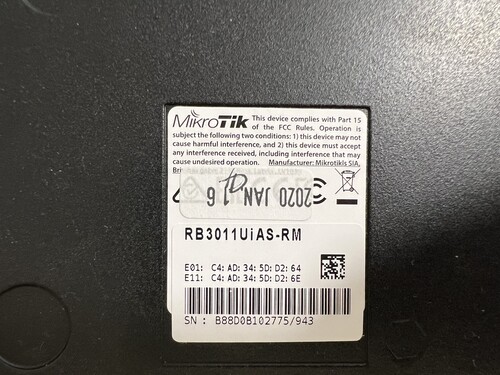 MikroTik This device complies with Part 15
of the FCC Rules. Operation is
subject the following two conditions: 1) this device may not
cause harmful interference, and 2) this device must accept
any interference received, including interference that may
cause undesired operation. Manufacturer: Mikrotikls SIA,
2020 JAN 16
RB3011UiAS-RM
E01: C4:AD:34:5D:D2:64
E11: C4:AD:34:5D:D2:6E
SN : B88D0B102775/943